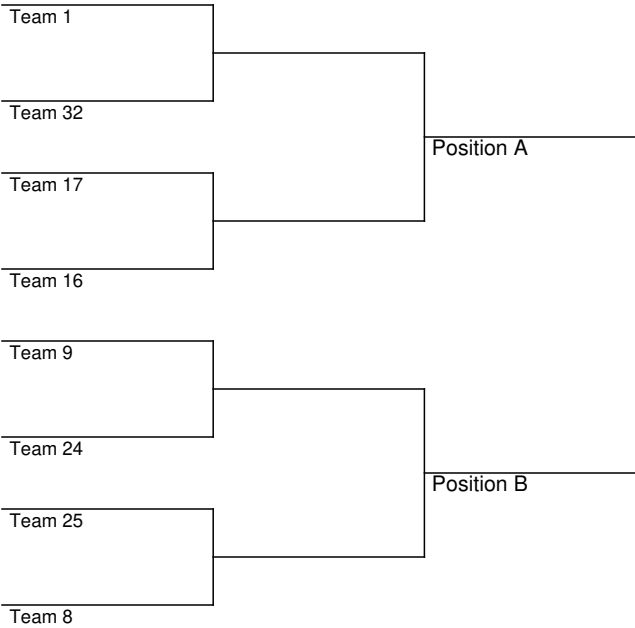 Team 1
Team 32
Position A
Team 17
Team 16
Team 9
Team 24
Position B
Team 25
Team 8